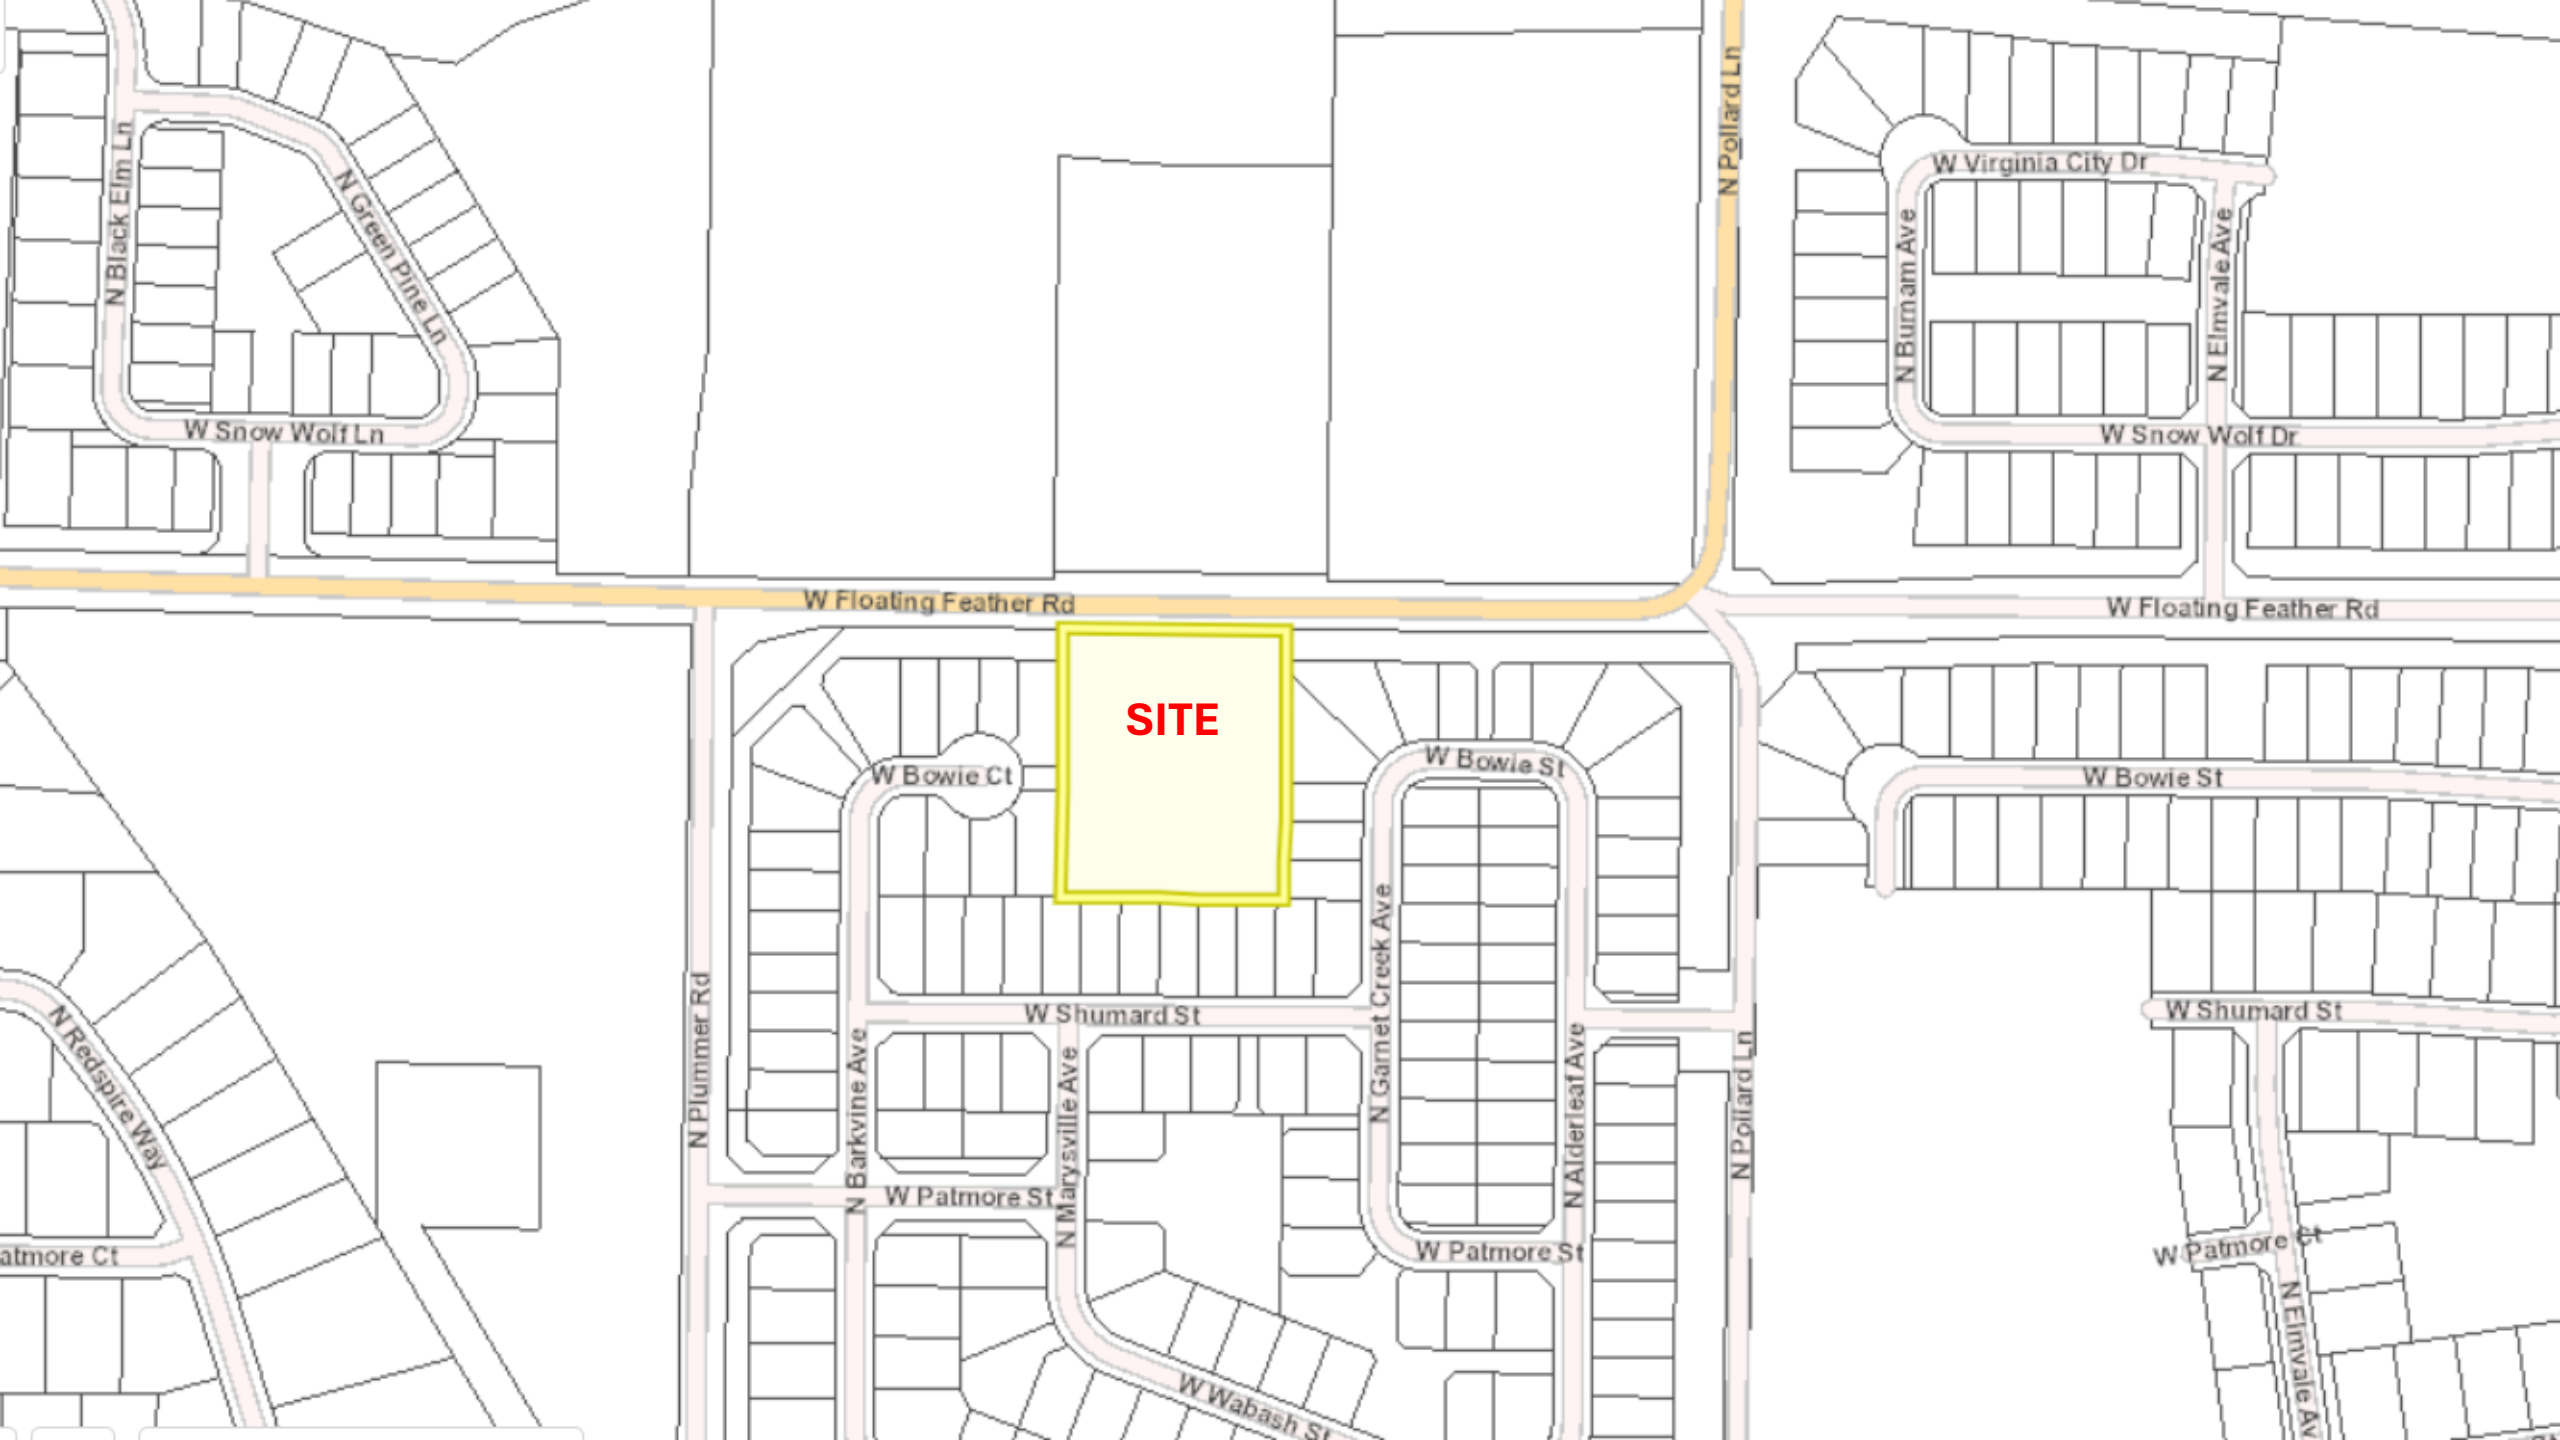 N Pollard Ln
W Virginia City Dr
N Black Elm Ln
N Green Pine Ln
N Burnam Ave
N Elmvale Ave
W Snow Wolf Ln
W Snow Wolf Dr
W Floating Feather Rd
W Floating Feather Rd
SITE
W Bowie Ct
W Bowie St
W Bowie St
N Plummer Rd
W Shumard St
W Shumard St
N Garnet Creek Ave
N Redspire Way
N Barkvine Ave
N Marysville Ave
N Alderleaf Ave
N Pollard Ln
W Patmore St
atmore Ct
W Patmore St
W Patmore Ct
N Elmvale Av
W Wabash St